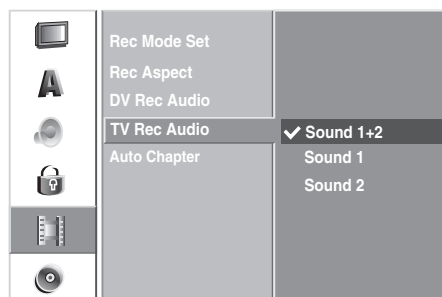 Rec Mode Set
Rec Aspect
DV Rec Audio
TV Rec Audio
Auto Chapter
Sound 1+2
Sound 1
Sound 2
A